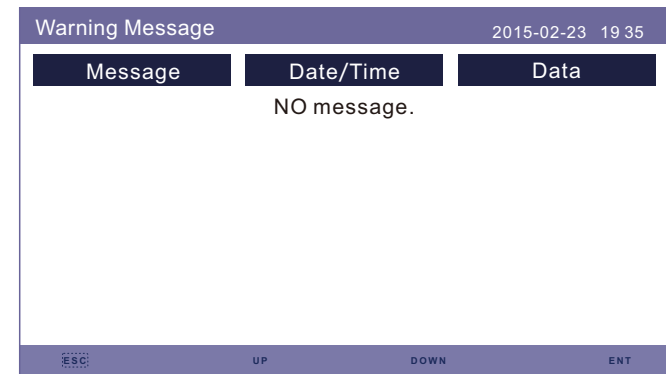 Warning Message 2015-02-23 19 35
Message Date/Time Data
NO message.
ESC UP DOWN ENT